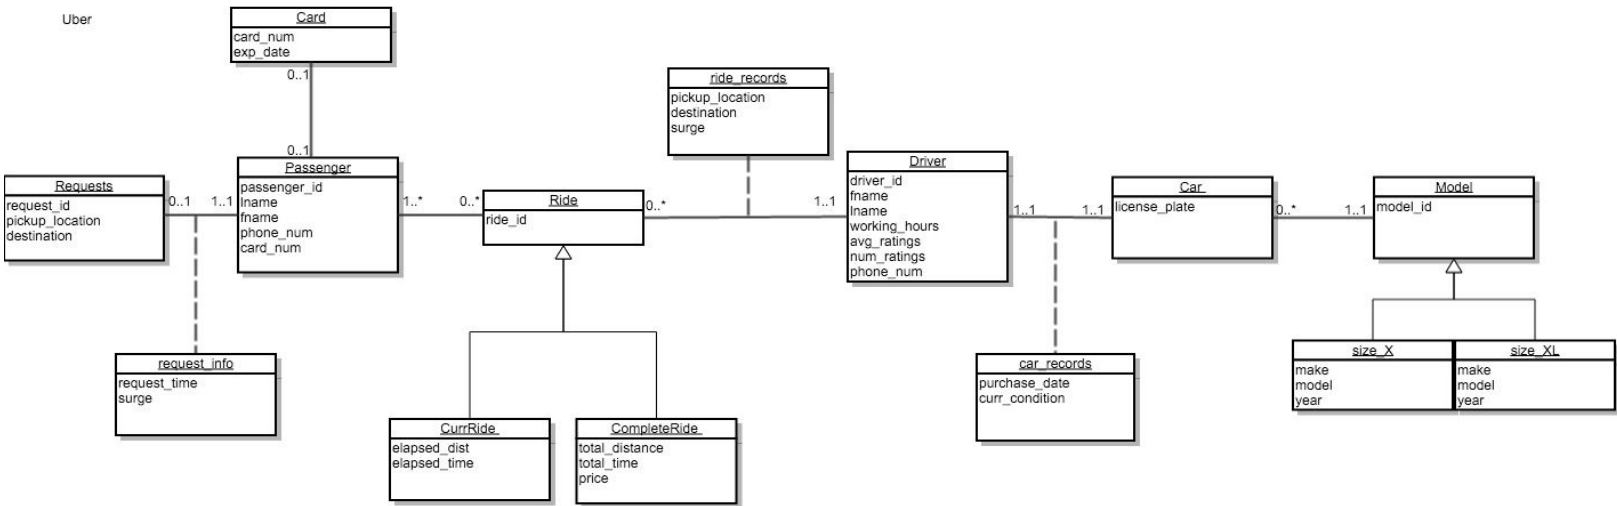 Uber
Card
card_num
exp_date
0..1
0..1
ride_records
pickup_location
destination
surge
Requests
request_id
pickup_location
destination
0..1
1..1
Passenger
passenger_id
lname
fname
phone_num
card_num
1..*
0..*
Ride
ride_id
0..*
1..1
Driver
driver_id
fname
lname
working_hours
avg_ratings
num_ratings
phone_num
1..1
1..1
Car
license_plate
0..*
1..1
Model
model_id
request_info
request_time
surge
CurrRide
elapsed_dist
elapsed_time
CompleteRide
total_distance
total_time
price
car_records
purchase_date
curr_condition
size_X
make
model
year
size_XL
make
model
year